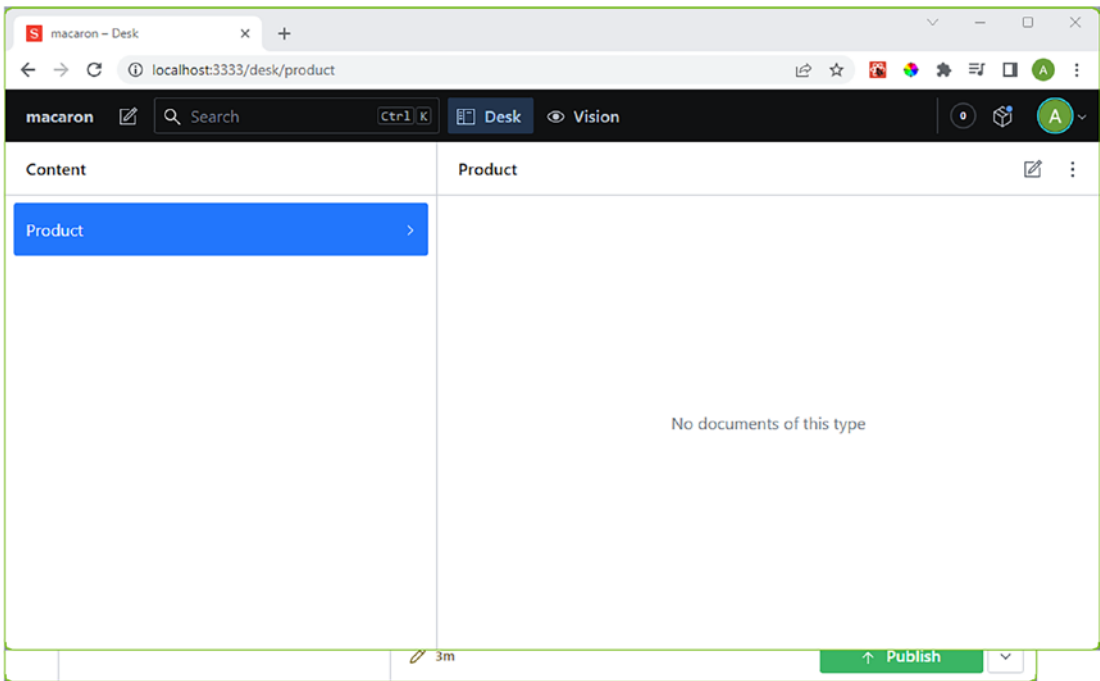 S macaron – Desk
localhost:3333/desk/product
A
macaron Search Ctrl K Desk Vision 0 A
Content Product
Product
No documents of this type
3m Publish